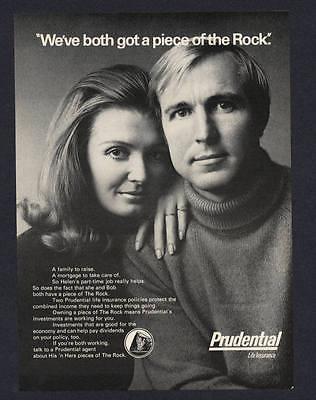 "We've both got a piece of the Rock."
A family to raise.
A mortgage to take care of.
So Helen's part-time job really helps.
So does the fact that she and Bob
both have a piece of The Rock.
Two Prudential life insurance policies protect the
combined income they need to keep things going.
Owning a piece of The Rock means Prudential's
investments are working for you.
Investments that are good for the
economy and can help pay dividends
on your policy, too.
If you're both working,
talk to a Prudential agent
about His 'n Hers pieces of The Rock.
Prudential
Life Insurance